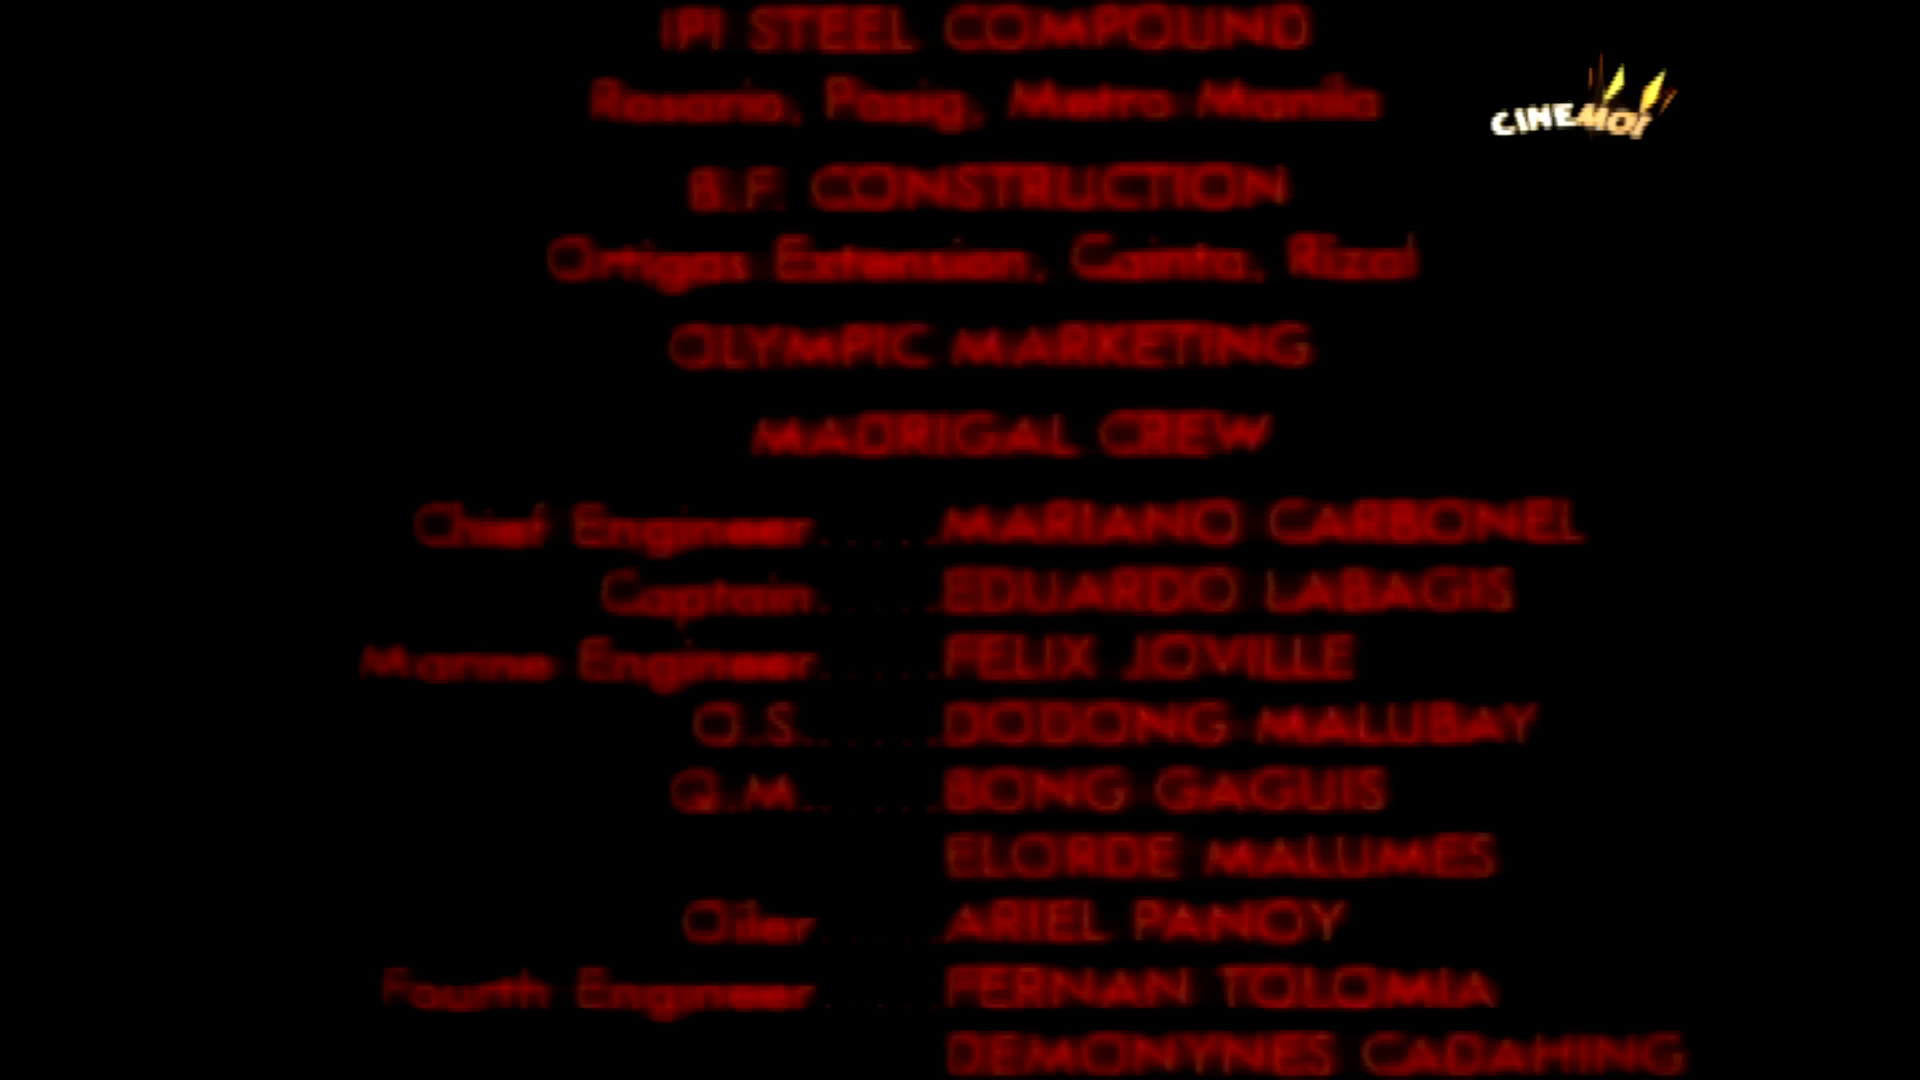 IPI STEEL COMPOUND
Rosario, Pasig, Metro Manila
CINEMO!
B.F. CONSTRUCTION
Ortigas Extension, Cainta, Rizal
OLYMPIC MARKETING
MADRIGAL CREW
Chief Engineer.....MARIANO CARBONEL
Captain.....EDUARDO LABAGIS
Marine Engineer.....FELIX JOVILLE
O.S......DODONG MALUBAY
Q.M......BONG GAGUIS
ELORDE MALUMES
Oiler.....ARIEL PANOY
Fourth Engineer.....FERNAN TOLOMIA
DEMONYNES CADAHING